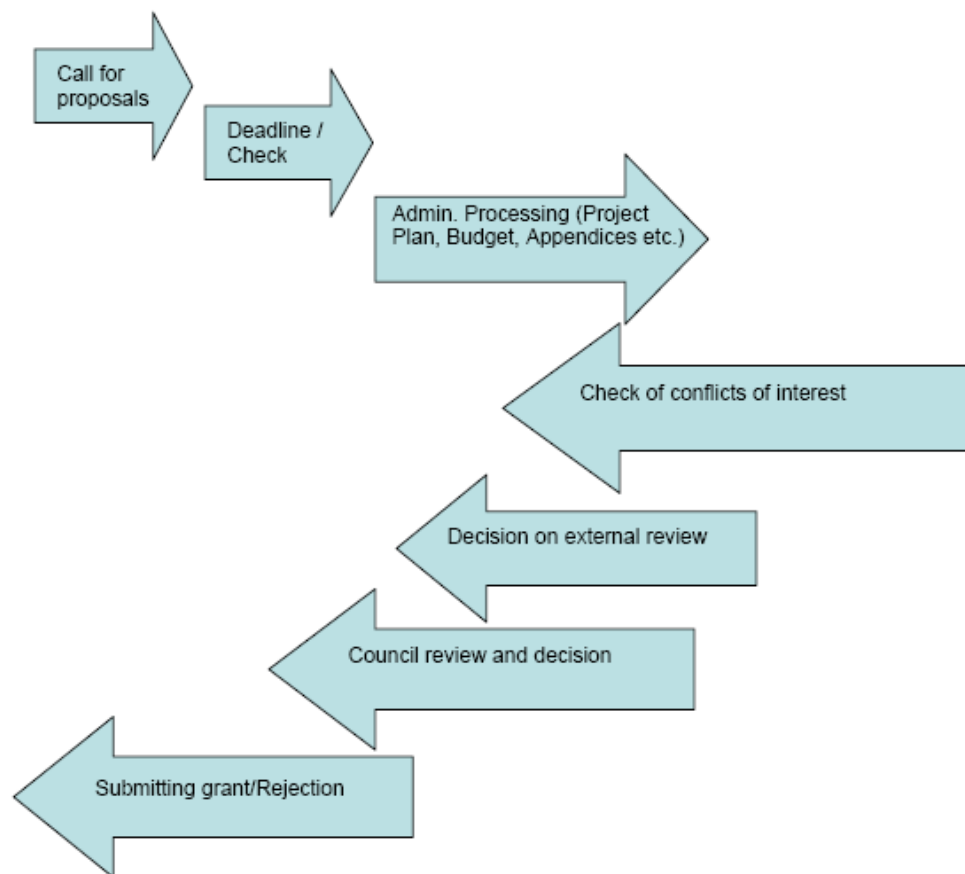 Call for
proposals
Deadline /
Check
Admin. Processing (Project
Plan, Budget, Appendices etc.)
Check of conflicts of interest
Decision on external review
Council review and decision
Submitting grant/Rejection